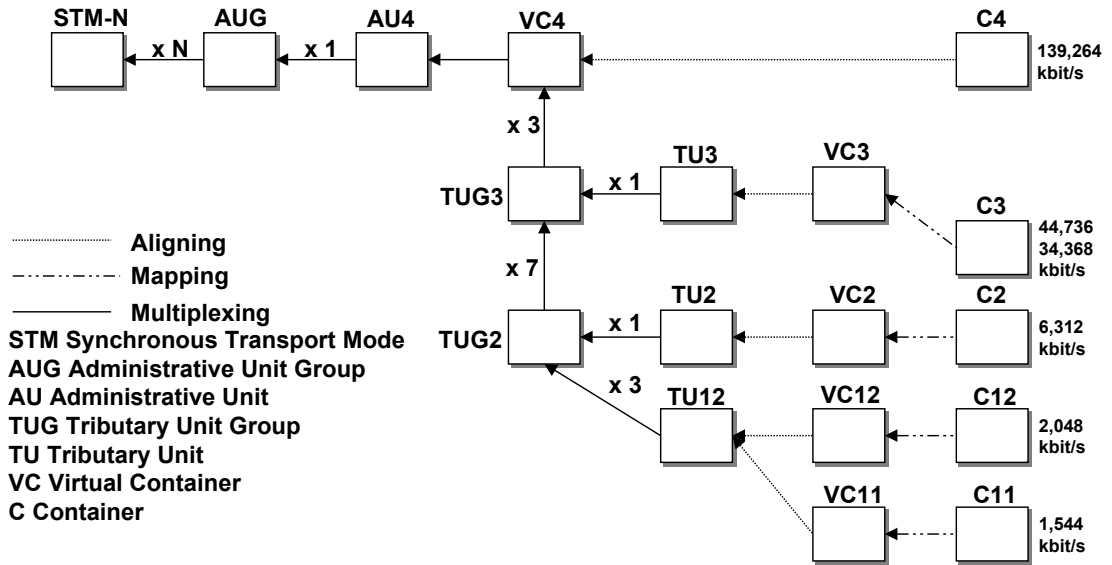 STM-N AUG AU4 VC4 C4
x N x 1 139,264
kbit/s
x 3
TU3 VC3
TUG3 x 1 C3
44,736
34,368
kbit/s
Aligning
Mapping
Multiplexing
x 7
TU2 VC2 C2
TUG2 x 1 6,312
kbit/s
x 3
TU12 VC12 C12
2,048
kbit/s
VC11 C11
1,544
kbit/s
STM Synchronous Transport Mode
AUG Administrative Unit Group
AU Administrative Unit
TUG Tributary Unit Group
TU Tributary Unit
VC Virtual Container
C Container